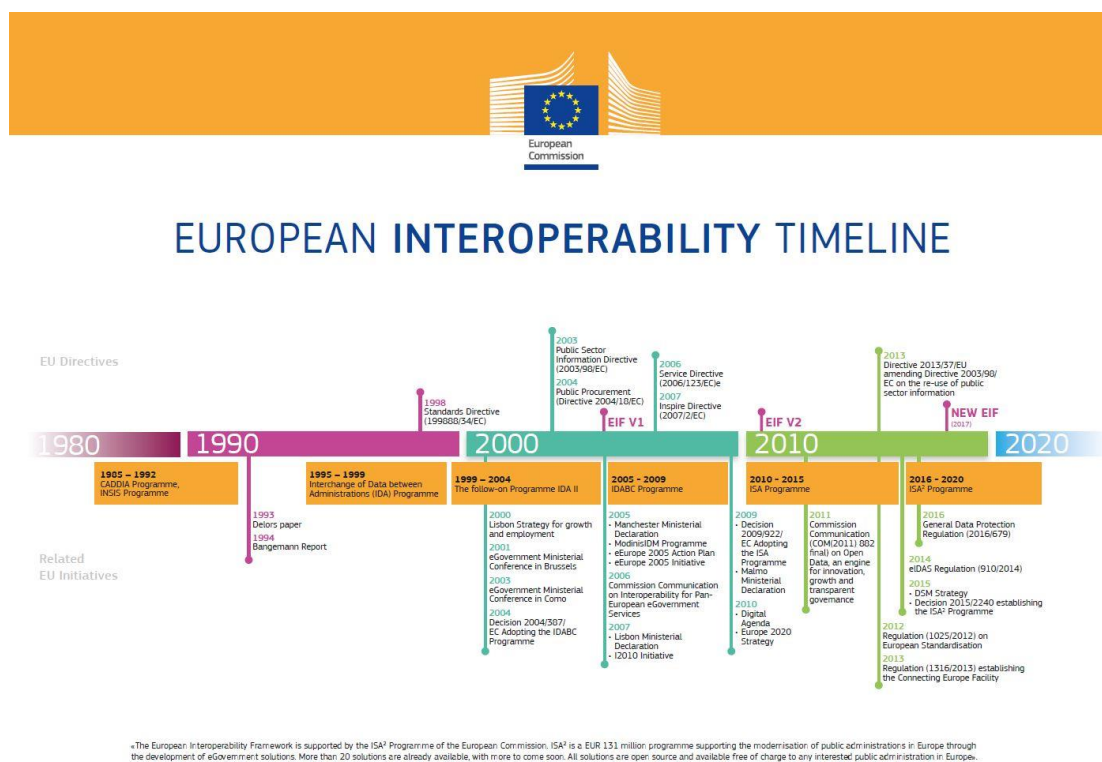 European
Commission
EUROPEAN INTEROPERABILITY TIMELINE
EU Directives
2003
Public Sector
Information Directive
(2003/98/EC)
2004
Public Procurement
(Directive 2004/18/EC)
2006
Service Directive
(2006/123/EC)e
2007
Inspire Directive
(2007/2/EC)
2013
Directive 2013/37/EU
amending Directive 2003/98/
EC on the re-use of public
sector information
1998
Standards Directive
(199888/34/EC)
EIF V1
EIF V2
NEW EIF
(2017)
1980
1990
2000
2010
2020
1985 – 1992
CADDIA Programme,
INSIS Programme
1995 – 1999
Interchange of Data between
Administrations (IDA) Programme
1999 – 2004
The follow-on Programme IDA II
2005 - 2009
IDABC Programme
2010 - 2015
ISA Programme
2016 - 2020
ISA² Programme
Related
EU Initiatives
1993
Delors paper
1994
Bangemann Report
2000
Lisbon Strategy for growth
and employment
2001
eGovernment Ministerial
Conference in Brussels
2003
eGovernment Ministerial
Conference in Como
2004
Decision 2004/387/
EC Adopting the IDABC
Programme
2005
• Manchester Ministerial
Declaration
• ModinisIDM Programme
• eEurope 2005 Action Plan
• eEurope 2005 Initiative
2006
Commission Communication
on Interoperability for Pan-
European eGovernment
Services
2007
• Lisbon Ministerial
Declaration
• I2010 Initiative
2009
• Decision
2009/922/
EC Adopting
the ISA
Programme
• Malmo
Ministerial
Declaration
2010
• Digital
Agenda
• Europe 2020
Strategy
2011
Commission
Communication
(COM(2011) 882
final) on Open
Data, an engine
for innovation,
growth and
transparent
governance
2016
General Data Protection
Regulation (2016/679)
2014
eIDAS Regulation (910/2014)
2015
• DSM Strategy
• Decision 2015/2240 establishing
the ISA² Programme
2012
Regulation (1025/2012) on
European Standardisation
2013
Regulation (1316/2013) establishing
the Connecting Europe Facility
«The European Interoperability Framework is supported by the ISA² Programme of the European Commission. ISA² is a EUR 131 million programme supporting the modernisation of public administrations in Europe through
the development of eGovernment solutions. More than 20 solutions are already available, with more to come soon. All solutions are open source and available free of charge to any interested public administration in Europe».